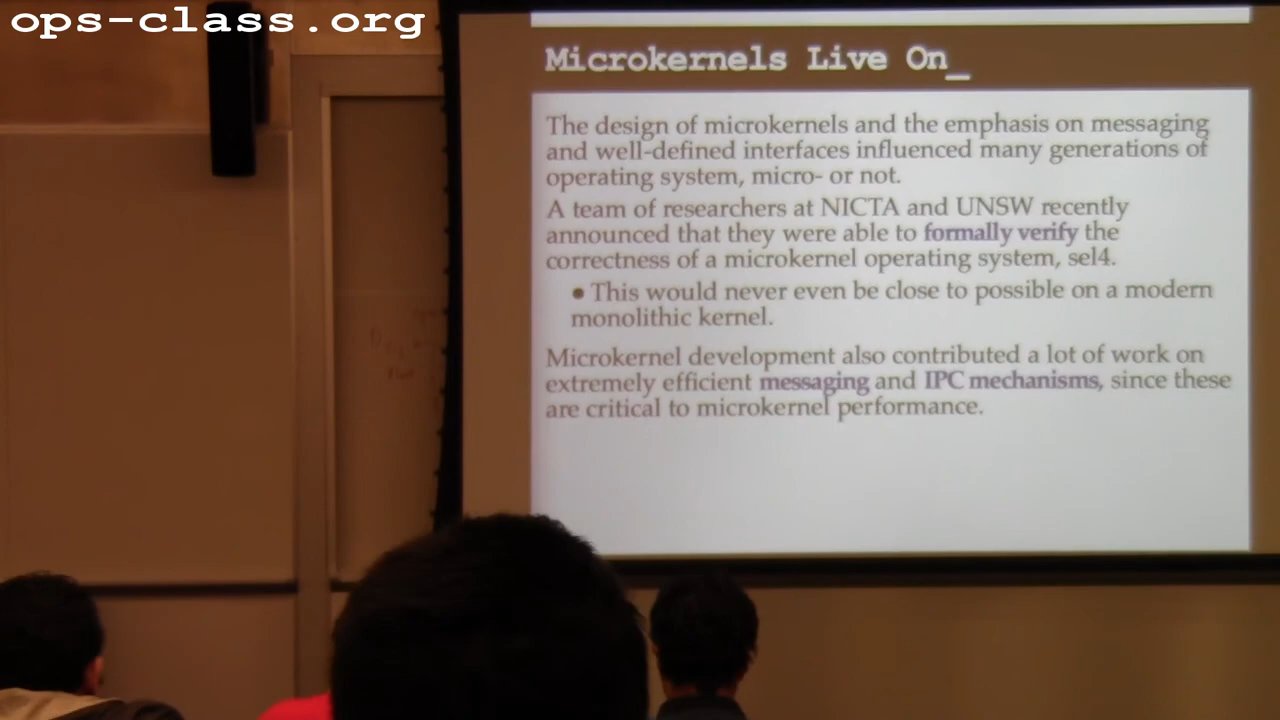 ops-class.org
Microkernels Live On_
The design of microkernels and the emphasis on messaging
and well-defined interfaces influenced many generations of
operating system, micro- or not.
A team of researchers at NICTA and UNSW recently
announced that they were able to formally verify the
correctness of a microkernel operating system, sel4.
• This would never even be close to possible on a modern
monolithic kernel.
Microkernel development also contributed a lot of work on
extremely efficient messaging and IPC mechanisms, since these
are critical to microkernel performance.